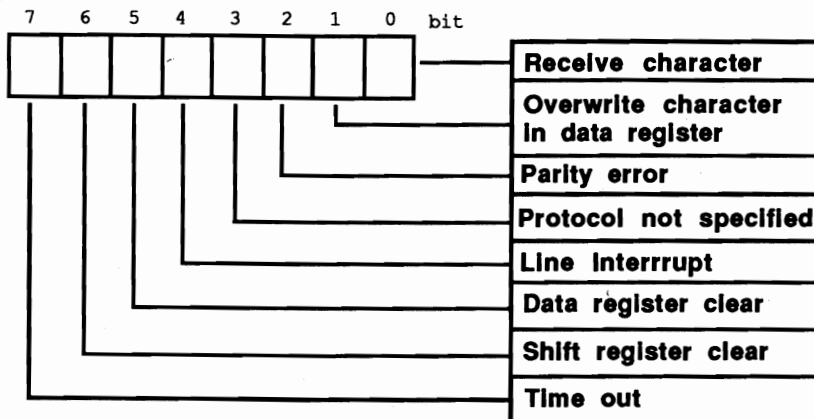 7 6 5 4 3 2 1 0 bit
Receive character
Overwrite character
in data register
Parity error
Protocol not specified
Line Interrrupt
Data register clear
Shift register clear
Time out